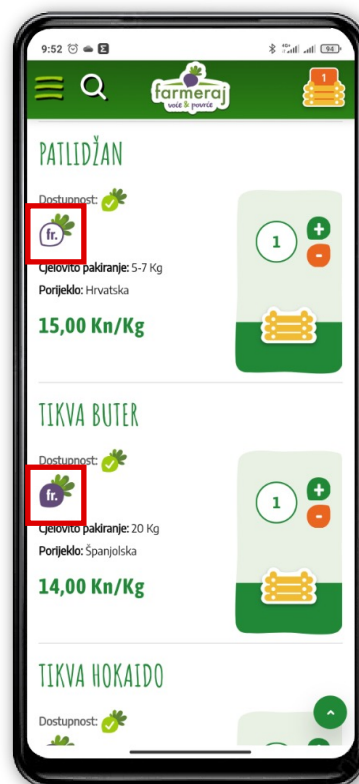 9:52
94
farmeraj
voće & povrće
1
PATLIDŽAN
Dostupnost:
fr.
1
+
-
Cjelovito pakiranje: 5-7 Kg
Porijeklo: Hrvatska
15,00 Kn/Kg
TIKVA BUTER
Dostupnost:
fr.
1
+
-
Cjelovito pakiranje: 20 Kg
Porijeklo: Španjolska
14,00 Kn/Kg
TIKVA HOKAIDO
Dostupnost: